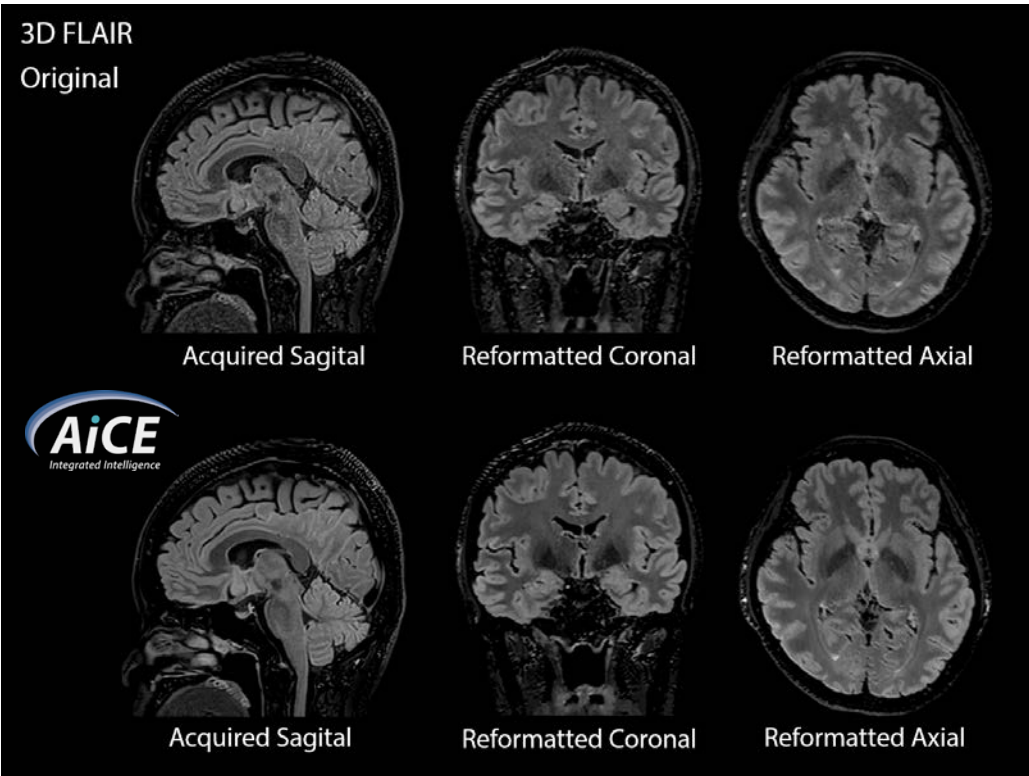 3D FLAIR
Original
Acquired Sagital
Reformatted Coronal
Reformatted Axial
AiCE
Integrated Intelligence
Acquired Sagital
Reformatted Coronal
Reformatted Axial